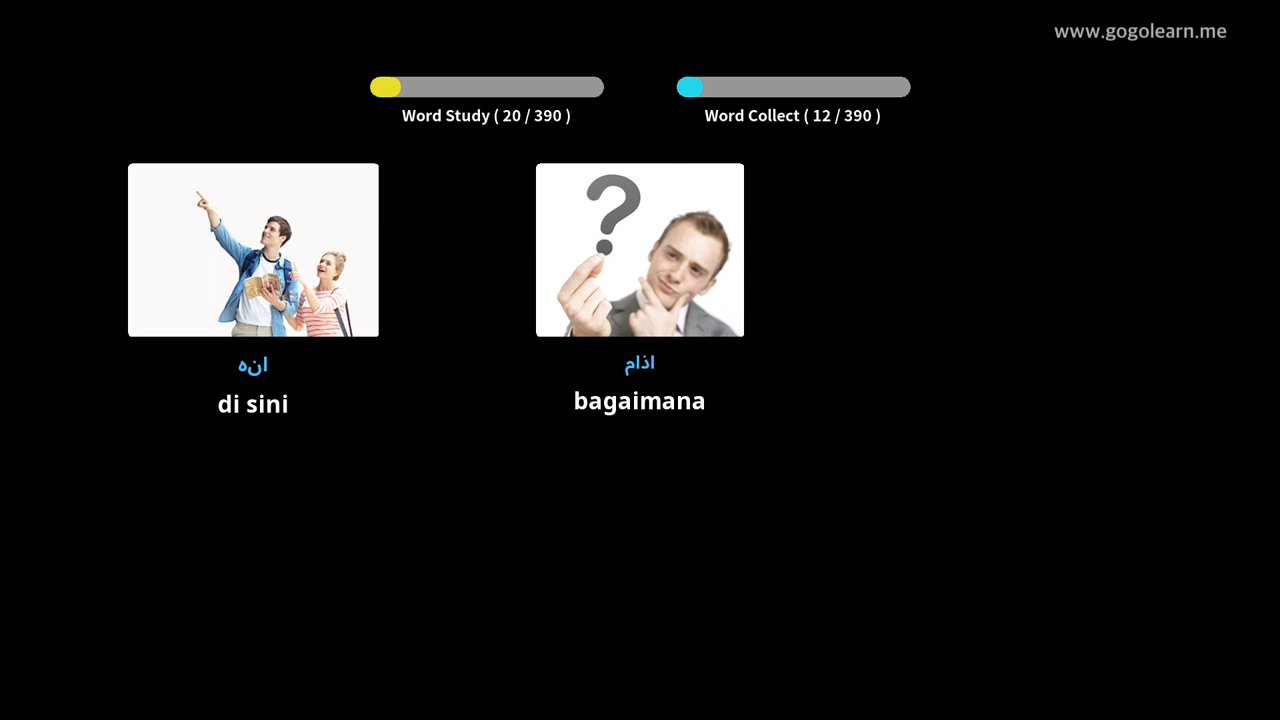 www.gogolearn.me
Word Study ( 20 / 390 )
Word Collect ( 12 / 390 )
انه
di sini
اذام
bagaimana